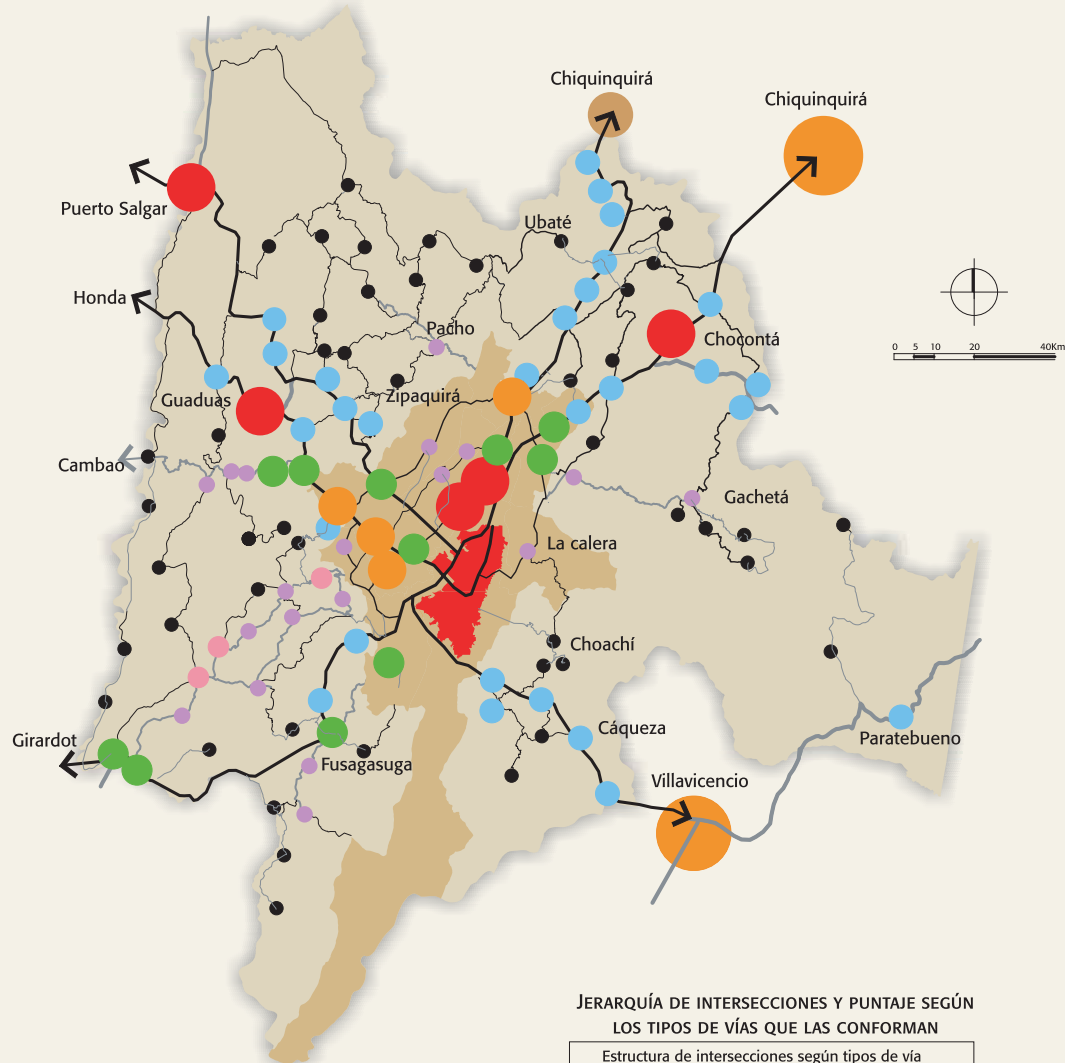 Chiquinquirá
Chiquinquirá
Puerto Salgar
Ubaté
Honda
Pacho
Chocontá
0 5 10 20 40Km
Guaduas
Zipaquirá
Cambao
Gachetá
La calera
Choachí
Girardot
Cáqueza
Paratebueno
Fusagasuga
Villavicencio
JERARQUÍA DE INTERSECCIONES Y PUNTAJE SEGÚN
LOS TIPOS DE VÍAS QUE LAS CONFORMAN
Estructura de intersecciones según tipos de vía